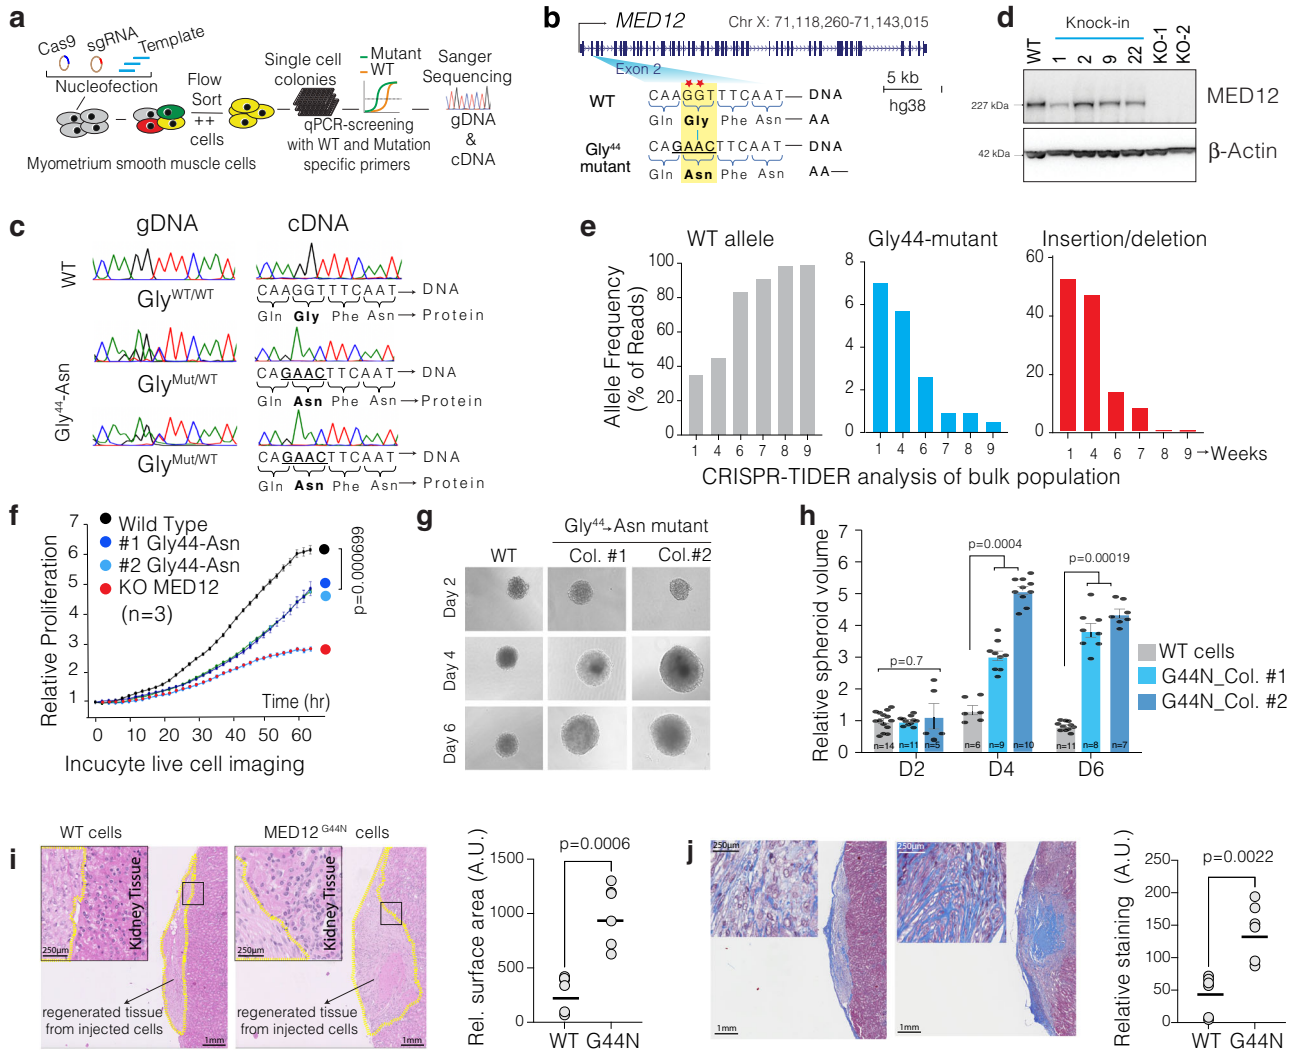 a
Cas9
sgRNA
Template
Nucleofection
Flow
Sort
++
cells
Single cell
colonies
Mutant
WT
Sanger
Sequencing
qPCR-screening
with WT and Mutation
specific primers
gDNA
&
cDNA
Myometrium smooth muscle cells
b
MED12
Chr X: 71,118,260-71,143,015
Exon 2
5 kb
hg38
WT
CAAGGTTTCAAT DNA
Gln Gly Phe Asn AA
Gly44
mutant
CAGAACTTCAAT DNA
Gln Asn Phe Asn AA
d
Knock-in
WT 1 2 9 22 KO-1 KO-2
227 kDa
MED12
42 kDa
β-Actin
c
gDNA
cDNA
WT
GlyWT/WT
CAAGGTTTCAAT → DNA
Gln Gly Phe Asn → Protein
Gly44-Asn
GlyMut/WT
CAGAACTTCAAT → DNA
Gln Asn Phe Asn → Protein
GlyMut/WT
CAGAACTTCAAT → DNA
Gln Asn Phe Asn → Protein
e
WT allele
Gly44-mutant
Insertion/deletion
Allele Frequency
(% of Reads)
100
80
60
40
20
0
8
6
4
2
0
60
40
20
0
1 4 6 7 8 9
1 4 6 7 8 9
1 4 6 7 8 9 →Weeks
CRISPR-TIDER analysis of bulk population
f
Relative Proliferation
7
6
5
4
3
2
1
Wild Type
#1 Gly44-Asn
#2 Gly44-Asn
KO MED12
(n=3)
p=0.000699
Time (hr)
0 10 20 30 40 50 60
Incucyte live cell imaging
g
Gly44→Asn mutant
WT
Col. #1
Col.#2
Day 2
Day 4
Day 6
h
Relative spheroid volume
7
6
5
4
3
2
1
0
p=0.7
p=0.0004
p=0.00019
n=14 n=11 n=5
n=6 n=9 n=10
n=11 n=8 n=7
D2 D4 D6
WT cells
G44N_Col. #1
G44N_Col. #2
i
WT cells
MED12 G44N cells
Kidney Tissue
250µm
regenerated tissue
from injected cells
1mm
Kidney Tissue
250µm
regenerated tissue
from injected cells
1mm
Rel. surface area (A.U.)
1500
1000
500
0
p=0.0006
WT G44N
j
250µm
1mm
250µm
1mm
Relative staining (A.U.)
250
200
150
100
50
0
p=0.0022
WT G44N